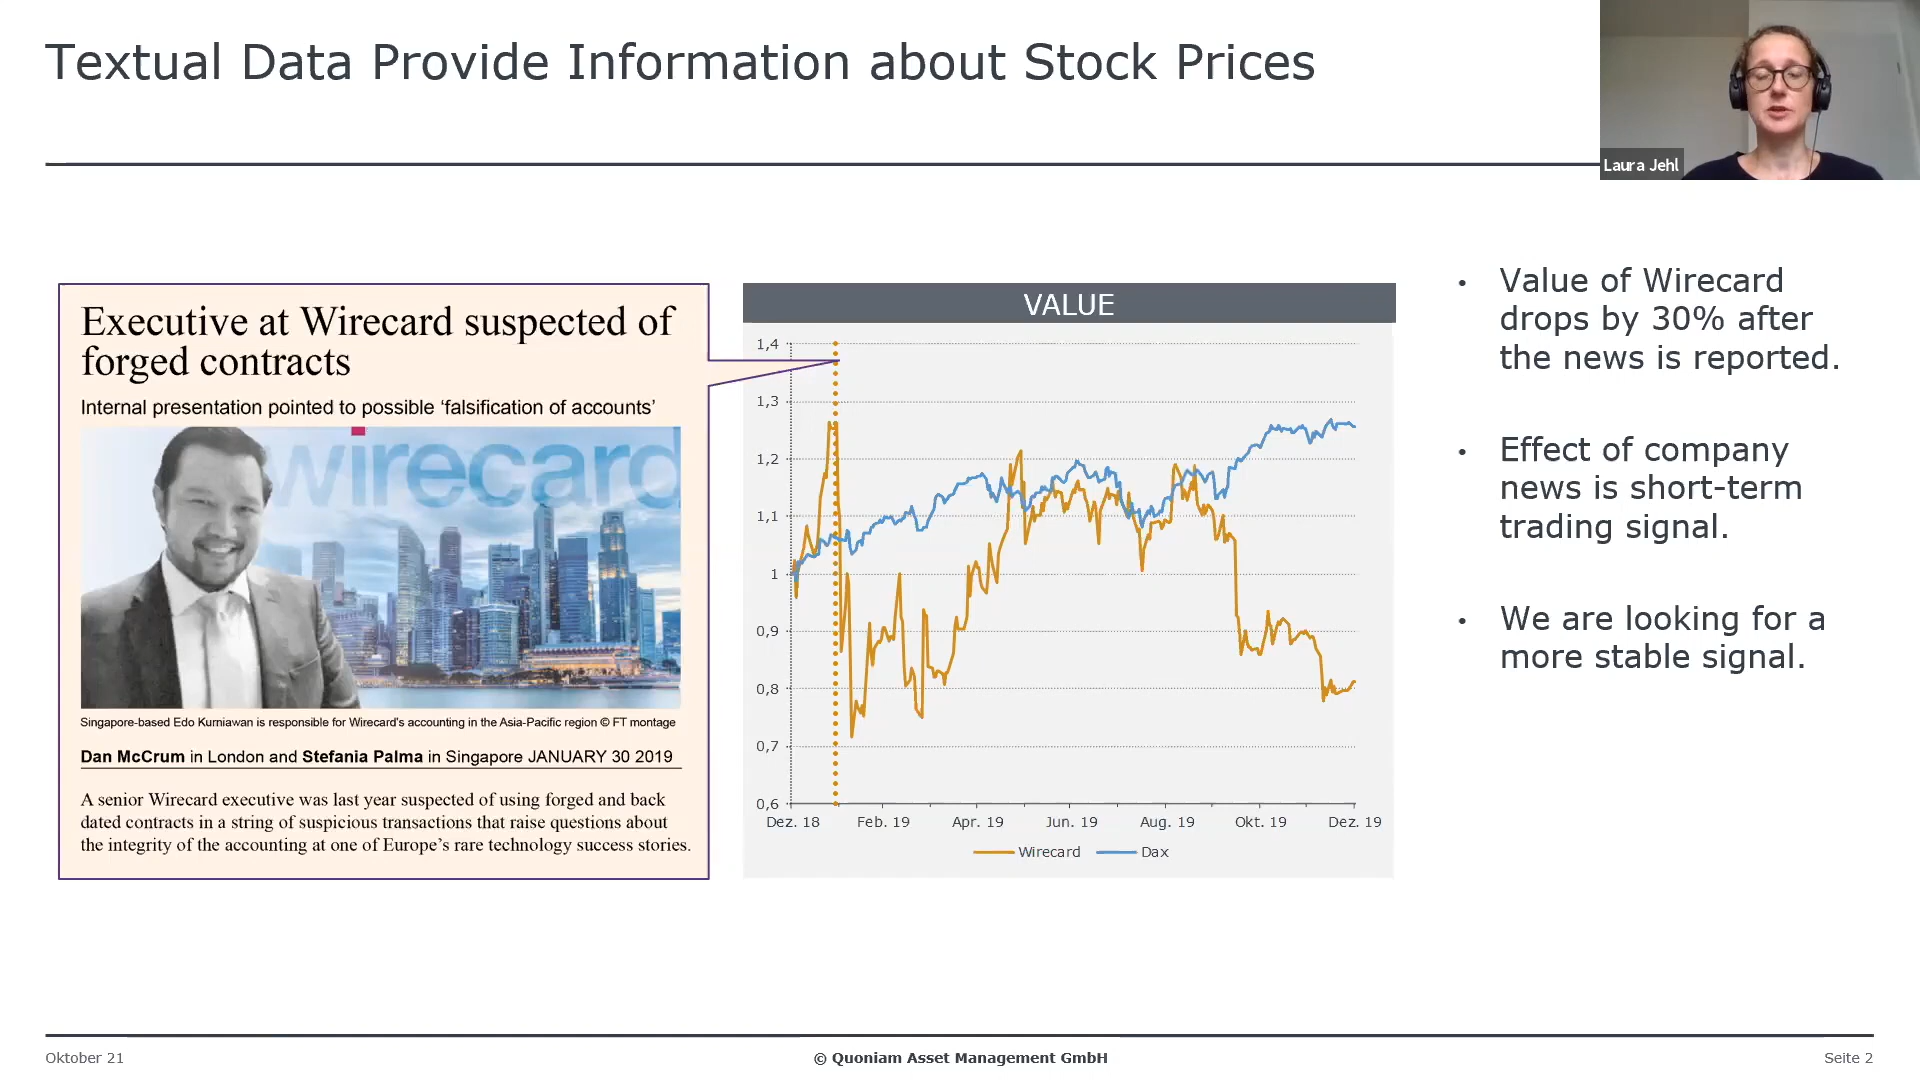 Textual Data Provide Information about Stock Prices
Laura Jehl
Executive at Wirecard suspected of
forged contracts
Internal presentation pointed to possible ‘falsification of accounts’
wirecard
Singapore-based Edo Kurniawan is responsible for Wirecard's accounting in the Asia-Pacific region © FT montage
Dan McCrum in London and Stefania Palma in Singapore JANUARY 30 2019
A senior Wirecard executive was last year suspected of using forged and back
dated contracts in a string of suspicious transactions that raise questions about
the integrity of the accounting at one of Europe’s rare technology success stories.
VALUE
1,4
1,3
1,2
1,1
1
0,9
0,8
0,7
0,6
Dez. 18 Feb. 19 Apr. 19 Jun. 19 Aug. 19 Okt. 19 Dez. 19
Wirecard Dax
• Value of Wirecard
drops by 30% after
the news is reported.
• Effect of company
news is short-term
trading signal.
• We are looking for a
more stable signal.
Oktober 21 © Quoniam Asset Management GmbH Seite 2